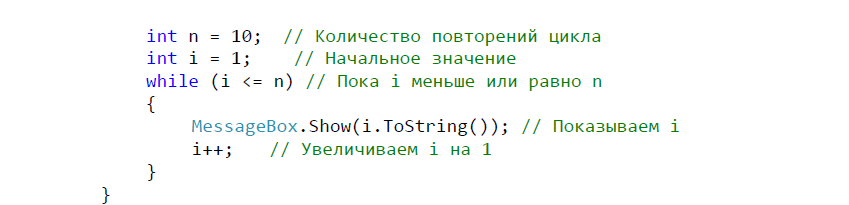 int n = 10;  // Количество повторений цикла
int i = 1;    // Начальное значение
while (i <= n) // Пока i меньше или равно n
{
MessageBox.Show(i.ToString()); // Показываем i
i++;   // Увеличиваем i на 1
}
}